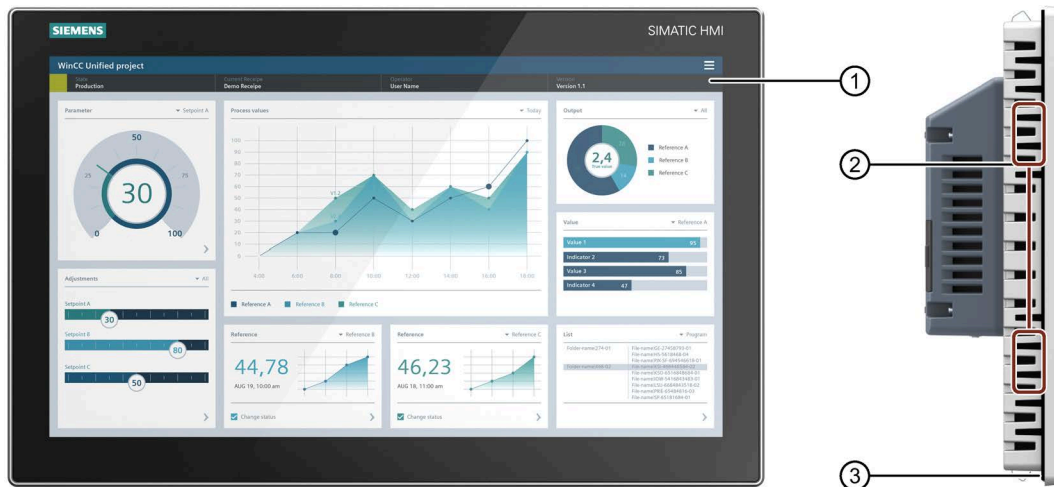 SIEMENS
SIMATIC HMI
WinCC Unified project
State
Production
Current Receipe
Demo Receipe
Operator
User Name
Version
Version 1.1
Parameter
Setpoint A
50
25
75
30
0
100
Process values
Today
100
90
80
70
60
50
40
30
20
10
0
4:00
6:00
8:00
10:00
12:00
14:00
16:00
18:00
Reference A
Reference B
Reference C
Output
All
2,4
Reference A
Reference B
Reference C
Value
Reference A
Value 1
95
Indicator 2
73
Value 3
85
Indicator 4
47
Adjustments
All
Setpoint A
30
Setpoint B
80
Setpoint C
50
Reference
Reference B
44,78
AUG 19, 10:00 am
Change status
Reference
Reference C
46,23
AUG 18, 11:00 am
Change status
List
Program
1
2
3